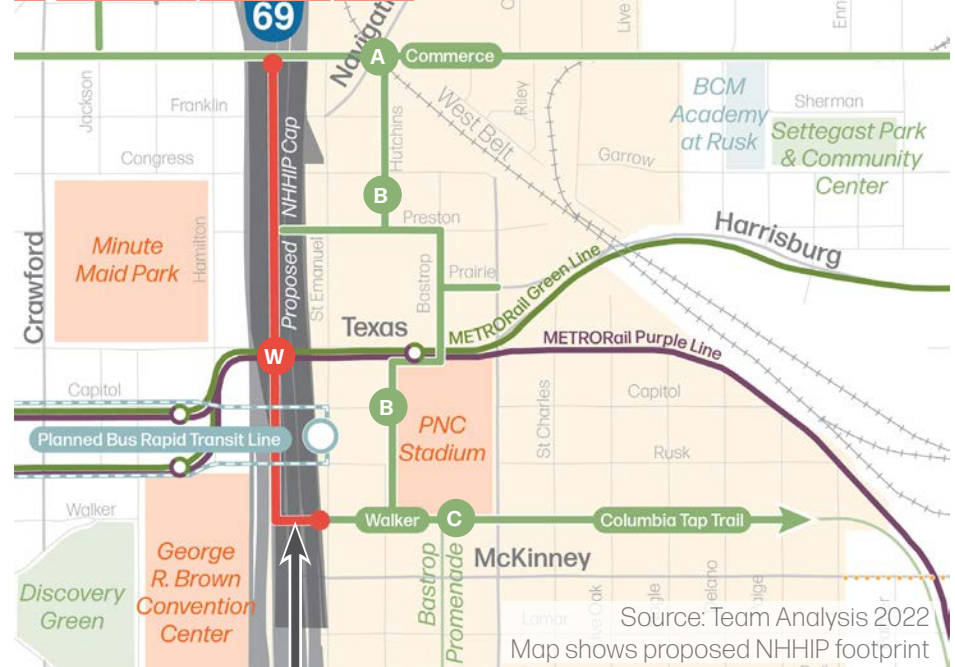 69
Navigati
Live
Enn
A
Commerce
Jackson
Franklin
Congress
Hutchins
West Belt
Riley
Garrow
BCM
Academy
at Rusk
Sherman
Settegast Park
& Community
Center
Proposed NHHIP Cap
B
Preston
Crawford
Minute
Maid Park
Hamilton
St Emanuel
Bastrop
Prairie
Harrisburg
Texas
METRORail Green Line
METRORail Purple Line
W
Capitol
Capitol
B
PNC
Stadium
St Charles
Planned Bus Rapid Transit Line
Rusk
Walker
Walker
C
Columbia Tap Trail
George
R. Brown
Convention
Center
Discovery
Green
Bastrop
Promenade
McKinney
Lamar
Source: Team Analysis 2022
Map shows proposed NHHIP footprint